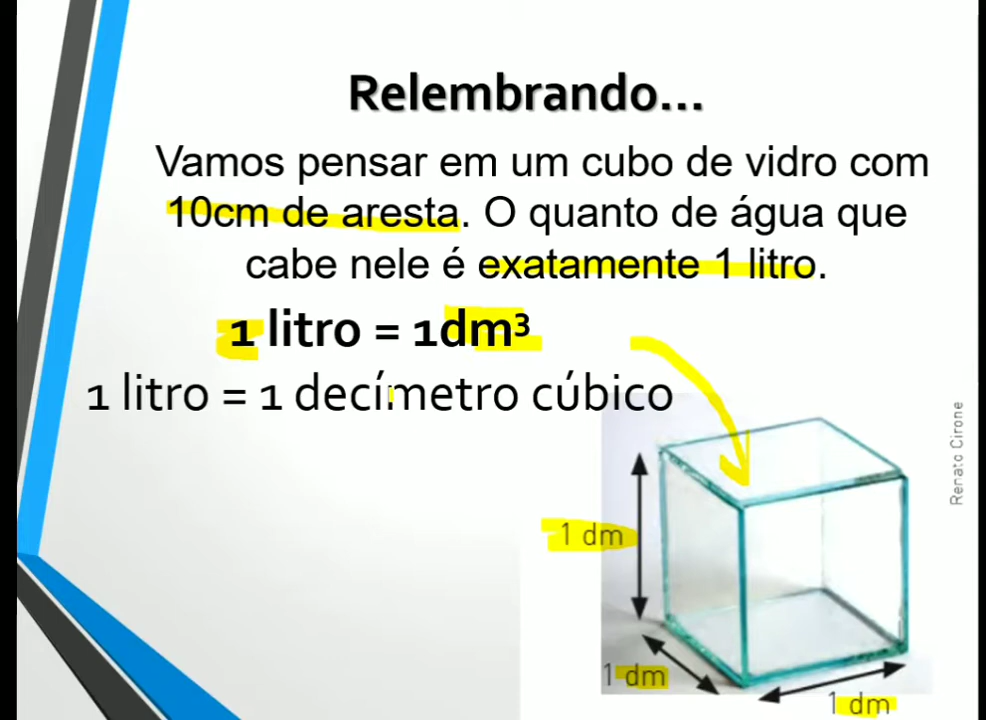 Relembrando...
Vamos pensar em um cubo de vidro com
10cm de aresta. O quanto de água que
cabe nele é exatamente 1 litro.
1 litro = 1dm³
1 litro = 1 decímetro cúbico
Renato Cirone
1 dm
1 dm
1 dm